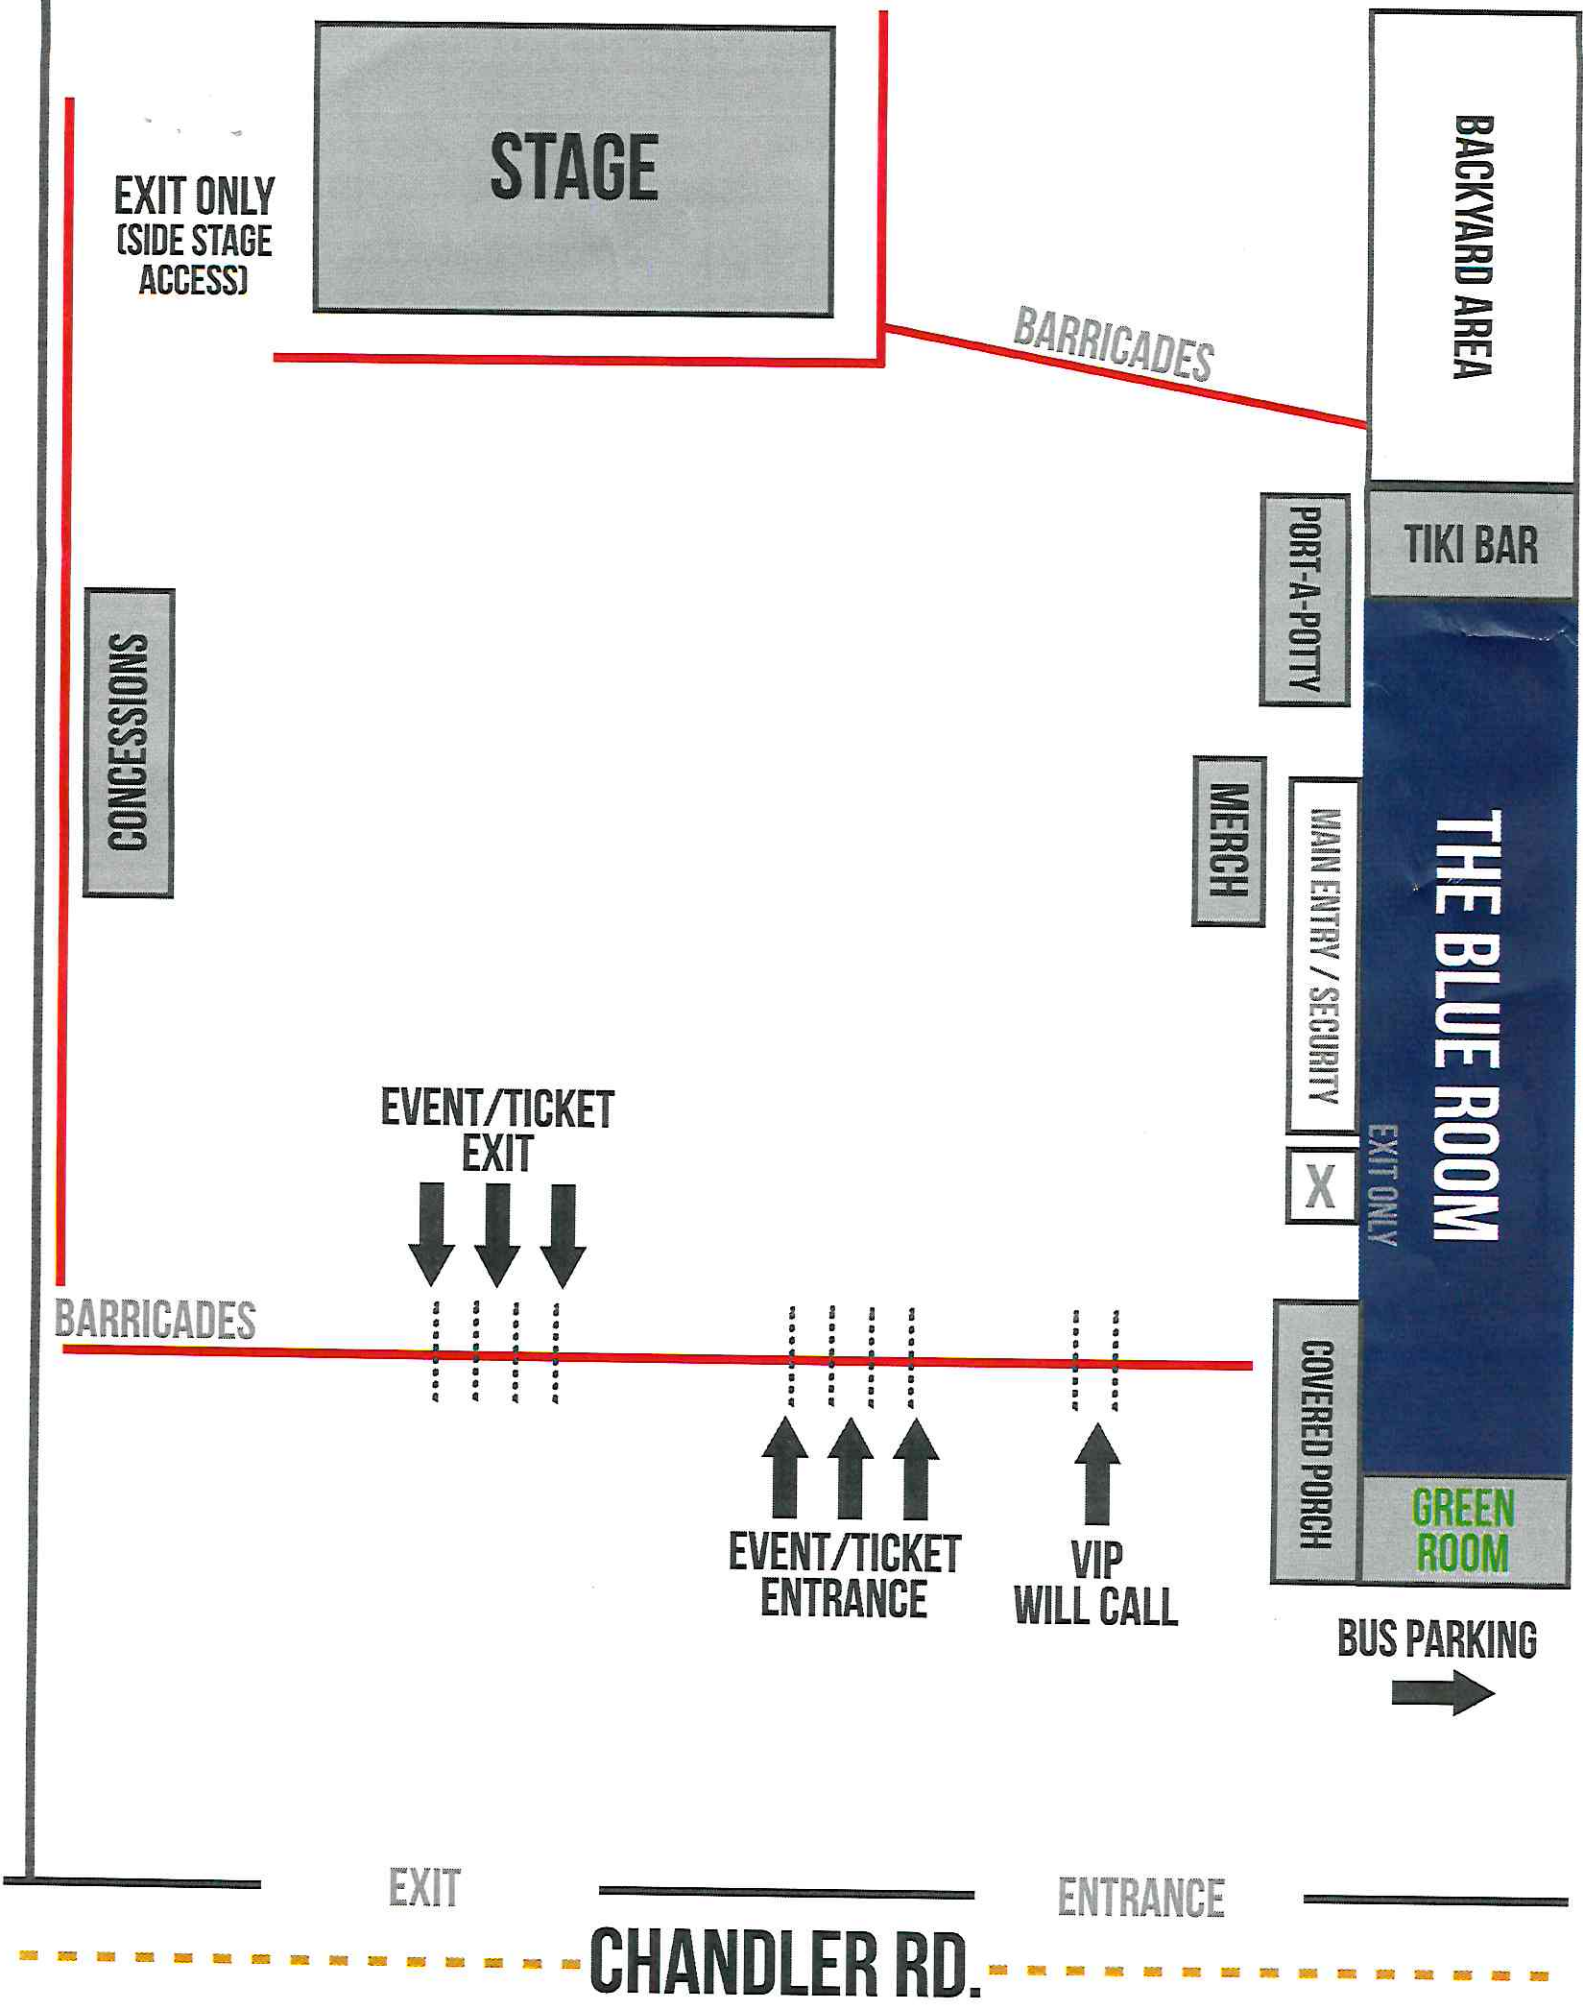 STAGE
EXIT ONLY
(SIDE STAGE
ACCESS)
BARRICADES
BACKYARD AREA
TIKI BAR
PORT-A-POTTY
CONCESSIONS
MERCH
MAIN ENTRY / SECURITY
THE BLUE ROOM
EXIT ONLY
X
EVENT/TICKET
EXIT
BARRICADES
COVERED PORCH
GREEN
ROOM
EVENT/TICKET
ENTRANCE
VIP
WILL CALL
BUS PARKING
EXIT
ENTRANCE
CHANDLER RD.